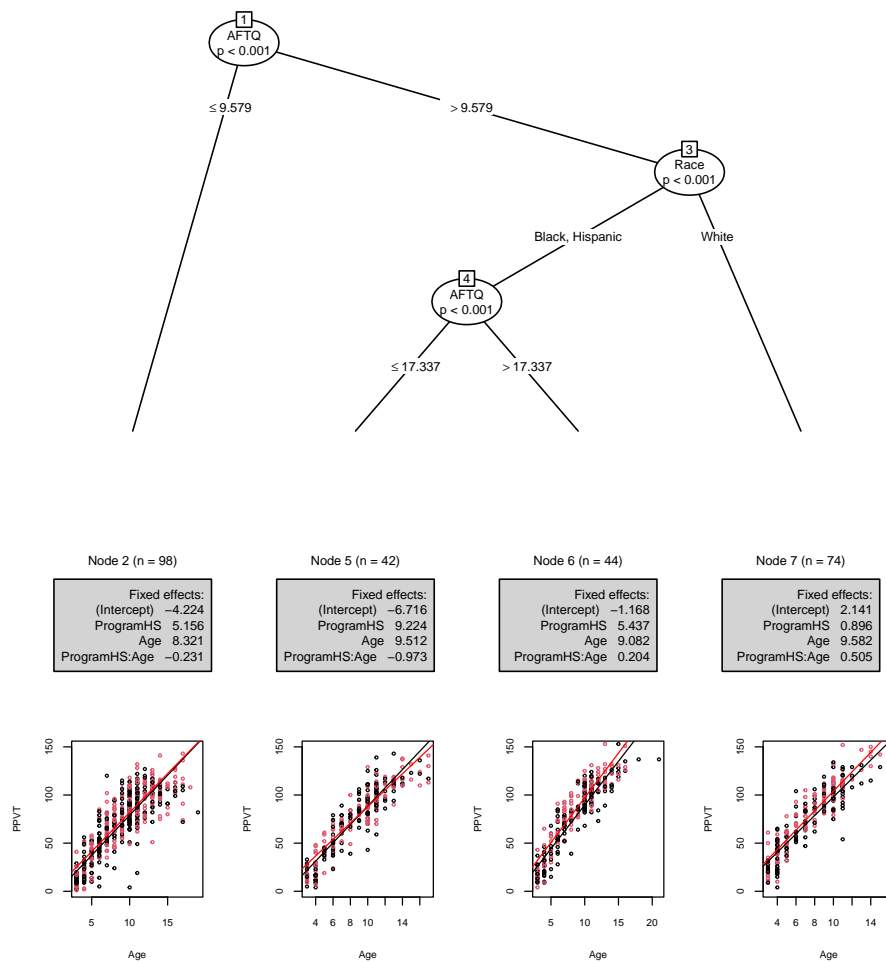 1
AFTQ
p < 0.001
≤ 9.579
> 9.579
3
Race
p < 0.001
Black, Hispanic
White
4
AFTQ
p < 0.001
≤ 17.337
> 17.337
Node 2 (n = 98)
Fixed effects:
(Intercept) −4.224
ProgramHS 5.156
Age 8.321
ProgramHS:Age −0.231
Node 5 (n = 42)
Fixed effects:
(Intercept) −6.716
ProgramHS 9.224
Age 9.512
ProgramHS:Age −0.973
Node 6 (n = 44)
Fixed effects:
(Intercept) −1.168
ProgramHS 5.437
Age 9.082
ProgramHS:Age 0.204
Node 7 (n = 74)
Fixed effects:
(Intercept) 2.141
ProgramHS 0.896
Age 9.582
ProgramHS:Age 0.505
PPVT
150
100
50
0
5 15
Age
PPVT
150
100
50
0
4 6 8 10 14
Age
PPVT
150
100
50
0
5 10 15 20
Age
PPVT
150
100
50
0
4 6 8 10 14
Age